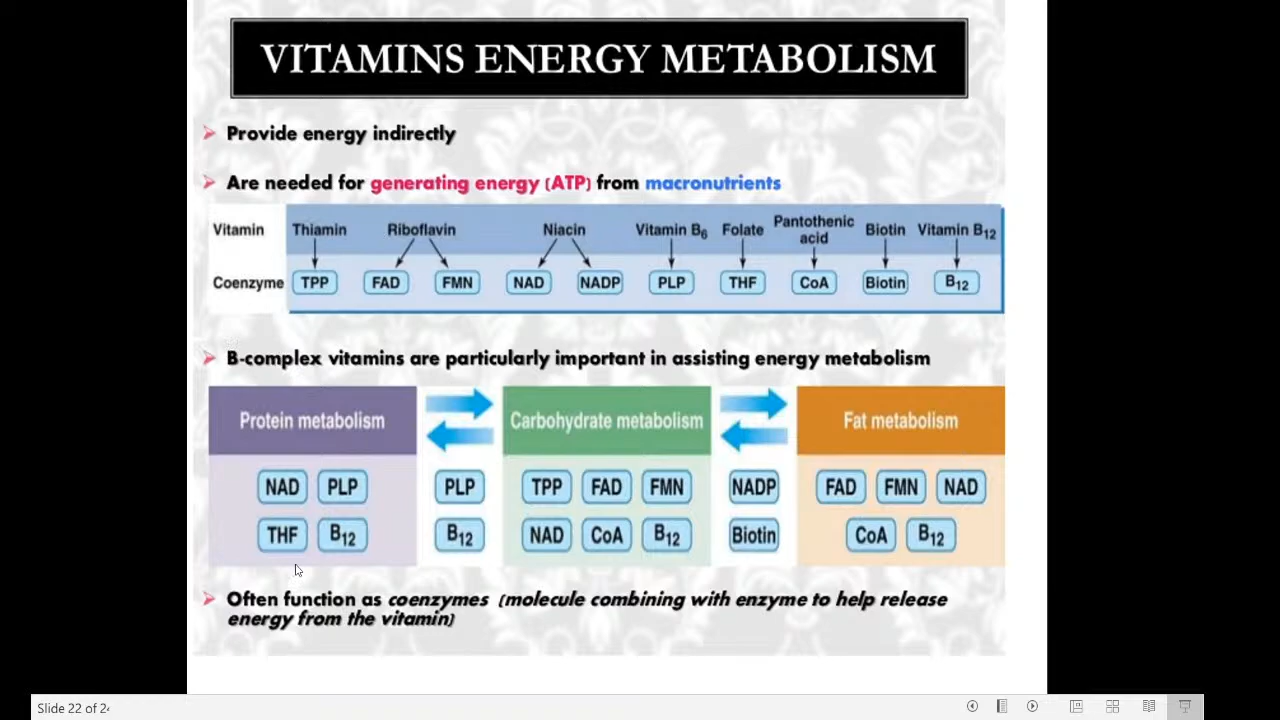 VITAMINS ENERGY METABOLISM
Provide energy indirectly
Are needed for generating energy (ATP) from macronutrients
Vitamin Thiamin Riboflavin Niacin Vitamin B6 Folate Pantothenic acid Biotin Vitamin B12
Coenzyme TPP FAD FMN NAD NADP PLP THF CoA Biotin B12
B-complex vitamins are particularly important in assisting energy metabolism
Protein metabolism Carbohydrate metabolism Fat metabolism
NAD PLP PLP TPP FAD FMN NADP FAD FMN NAD
THF B12 B12 NAD CoA B12 Biotin CoA B12
Often function as coenzymes (molecule combining with enzyme to help release
energy from the vitamin)
Slide 22 of 24